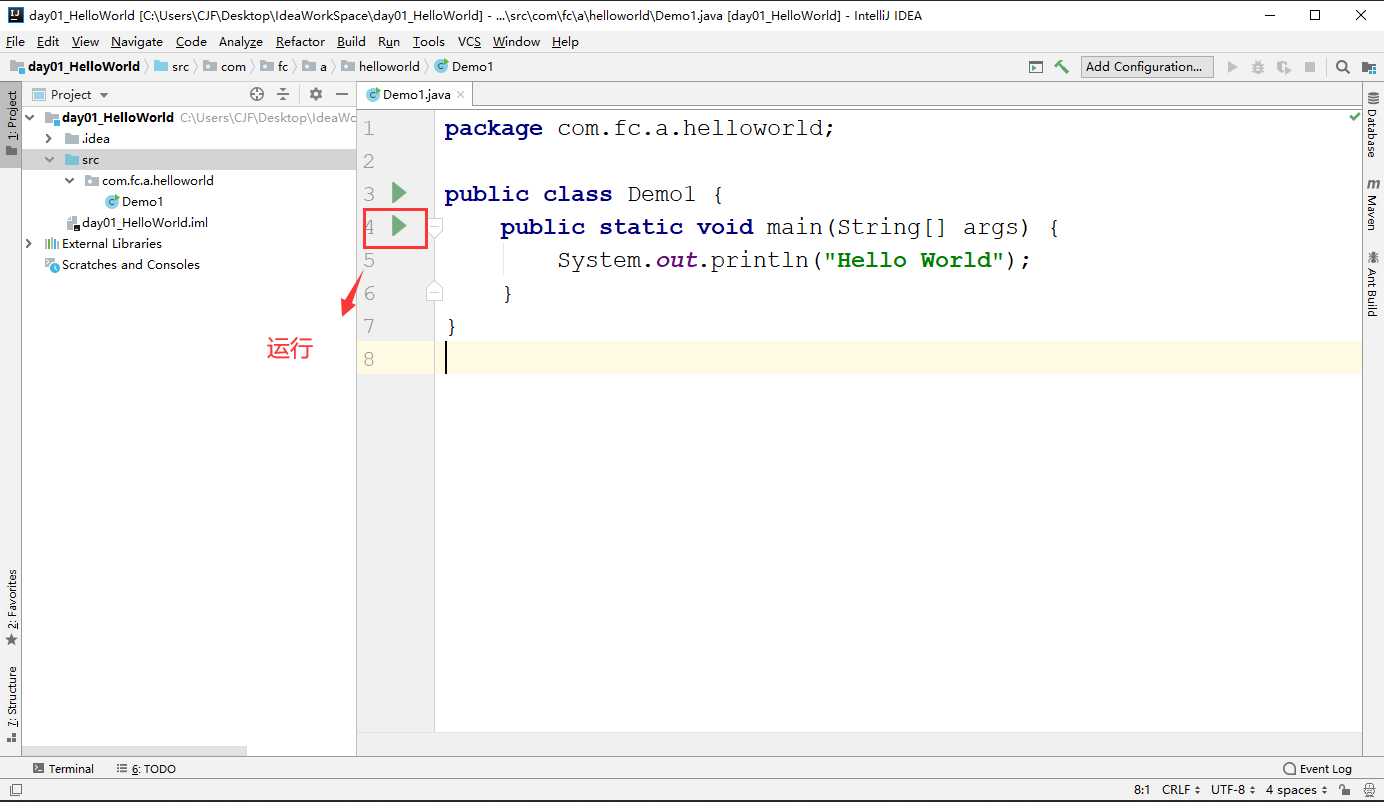 day01_HelloWorld [C:\Users\CJF\Desktop\IdeaWorkSpace\day01_HelloWorld] - ...\src\com\fc\a\helloworld\Demo1.java [day01_HelloWorld] - IntelliJ IDEA
File Edit View Navigate Code Analyze Refactor Build Run Tools VCS Window Help
day01_HelloWorld src com fc a helloworld Demo1 Add Configuration...
Project
Demo1.java
1: Project
day01_HelloWorld C:\Users\CJF\Desktop\IdeaWo
.idea
src
com.fc.a.helloworld
Demo1
day01_HelloWorld.iml
External Libraries
Scratches and Consoles
1 package com.fc.a.helloworld;
2
3 public class Demo1 {
4 public static void main(String[] args) {
5 System.out.println("Hello World");
6 }
7 }
8
运行
Database
Maven
Ant Build
2: Favorites
7: Structure
Terminal 6: TODO Event Log
8:1 CRLF UTF-8 4 spaces